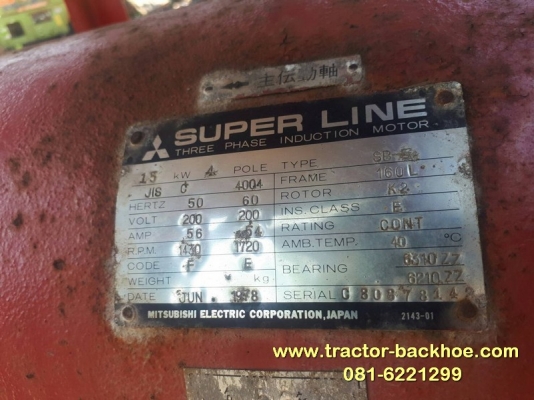 主伝動軸
SUPER LINE
THREE PHASE INDUCTION MOTOR
15 kW 4 POLE TYPE SB-
JIS C 4004 FRAME 160L
HERTZ 50 60 ROTOR K2
VOLT 200 200 INS. CLASS E
AMP 56 54 RATING CONT
R.P.M. 1430 1720 AMB. TEMP. 40 °C
CODE F E BEARING 6310ZZ
WEIGHT kg 6210ZZ
DATE JUN. 1978 SERIAL
MITSUBISHI ELECTRIC CORPORATION, JAPAN 2143-01
www.tractor-backhoe.com
081-6221299